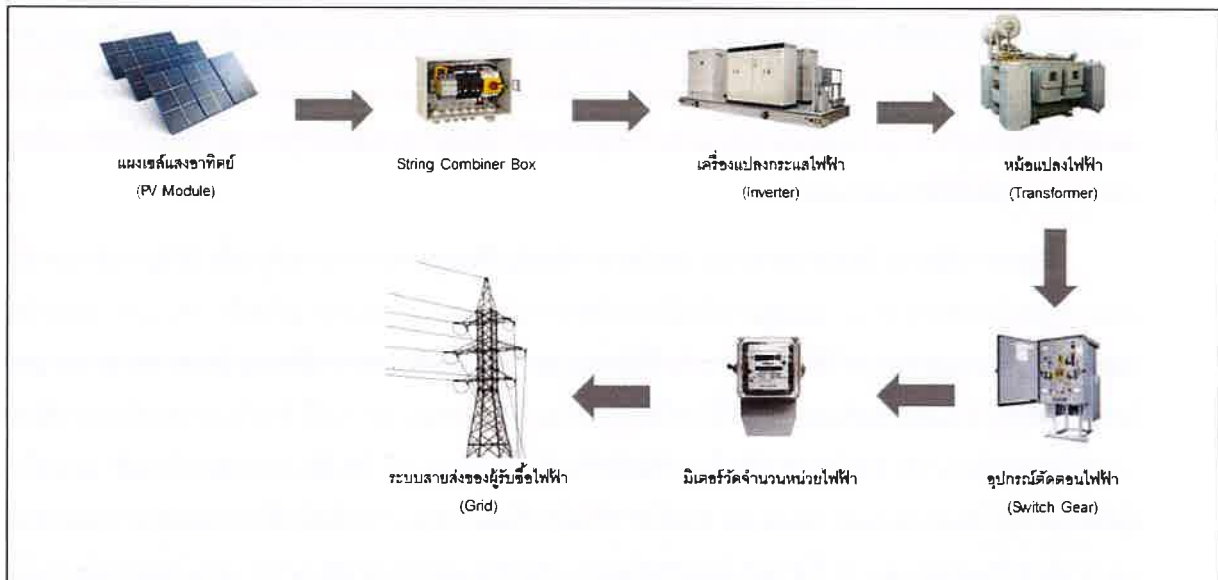 แผงเซล์แสงอาทิตย์
(PV Module)
String Combiner Box
เครื่องแปลงกระแสไฟฟ้า
(Inverter)
หม้อแปลงไฟฟ้า
(Transformer)
ระบบสายส่งของผู้รับซื้อไฟฟ้า
(Grid)
มิเตอร์วัดจำนวนหน่วยไฟฟ้า
อุปกรณ์ตัดตอนไฟฟ้า
(Switch Gear)